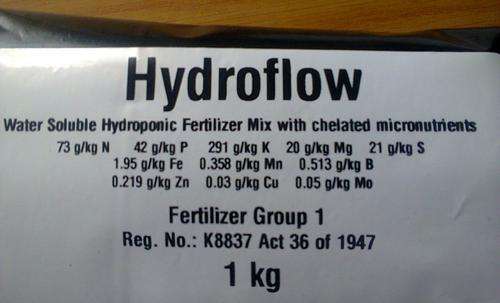 Hydroflow
Water Soluble Hydroponic Fertilizer Mix with chelated micronutrients
73 g/kg N 42 g/kg P 291 g/kg K 20 g/kg Mg 21 g/kg S
1.95 g/kg Fe 0.358 g/kg Mn 0.513 g/kg B
0.219 g/kg Zn 0.03 g/kg Cu 0.05 g/kg Mo
Fertilizer Group 1
Reg. No.: K8837 Act 36 of 1947
1 kg